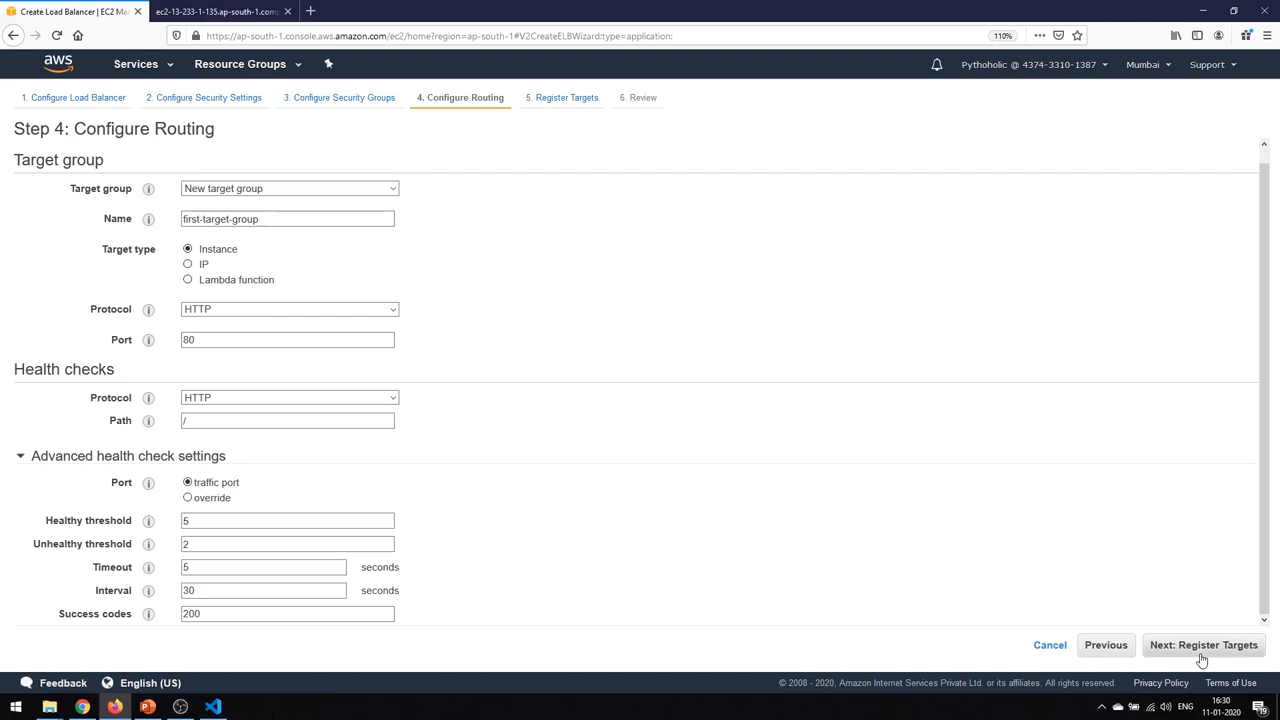 Create Load Balancer | EC2 Mar
ec2-13-233-1-135.ap-south-1.comp
https://ap-south-1.console.aws.amazon.com/ec2/home?region=ap-south-1#V2CreateELBWizard:type=application:
110%
aws
Services
Resource Groups
Pythoholic @ 4374-3310-1387
Mumbai
Support
1. Configure Load Balancer
2. Configure Security Settings
3. Configure Security Groups
4. Configure Routing
5. Register Targets
6. Review
Step 4: Configure Routing
Target group
Target group
New target group
Name
first-target-group
Target type
Instance
IP
Lambda function
Protocol
HTTP
Port
80
Health checks
Protocol
HTTP
Path
/
Advanced health check settings
Port
traffic port
override
Healthy threshold
5
Unhealthy threshold
2
Timeout
5
seconds
Interval
30
seconds
Success codes
200
Cancel
Previous
Next: Register Targets
Feedback
English (US)
© 2008 - 2020, Amazon Internet Services Private Ltd. or its affiliates. All rights reserved.
Privacy Policy
Terms of Use
ENG
16:30
11-01-2020
19